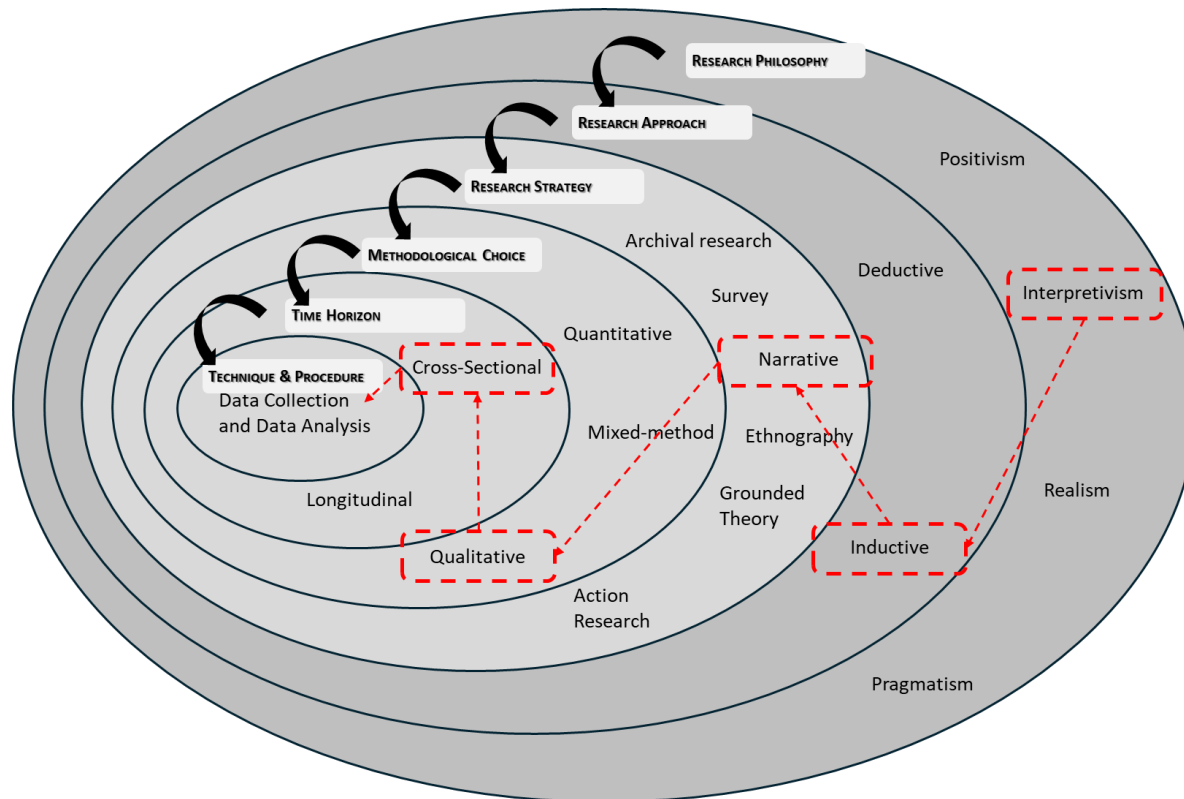 RESEARCH PHILOSOPHY
RESEARCH APPROACH
Positivism
RESEARCH STRATEGY
Archival research
METHODOLOGICAL CHOICE
Deductive
Survey
Interpretivism
TIME HORIZON
Quantitative
Narrative
Cross-Sectional
TECHNIQUE & PROCEDURE
Data Collection
and Data Analysis
Mixed-method
Ethnography
Longitudinal
Grounded
Theory
Realism
Qualitative
Inductive
Action
Research
Pragmatism